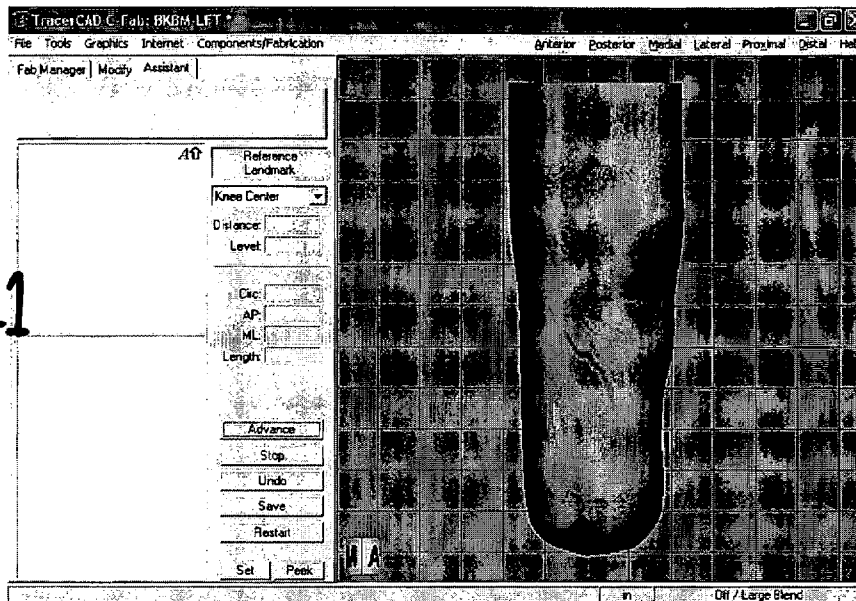 TracerCAD C-Fab: BKBM-LFT *
File Tools Graphics Internet Components/Fabrication Anterior Posterior Medial Lateral Proximal Distal Hel
Fab Manager Modify Assistant
A
Reference
Landmark
Knee Center
Distance:
Level:
1
Circ:
AP:
ML:
Length:
Advance
Stop
Undo
Save
Restart
Set Peek
M A
in Off / Large Blend